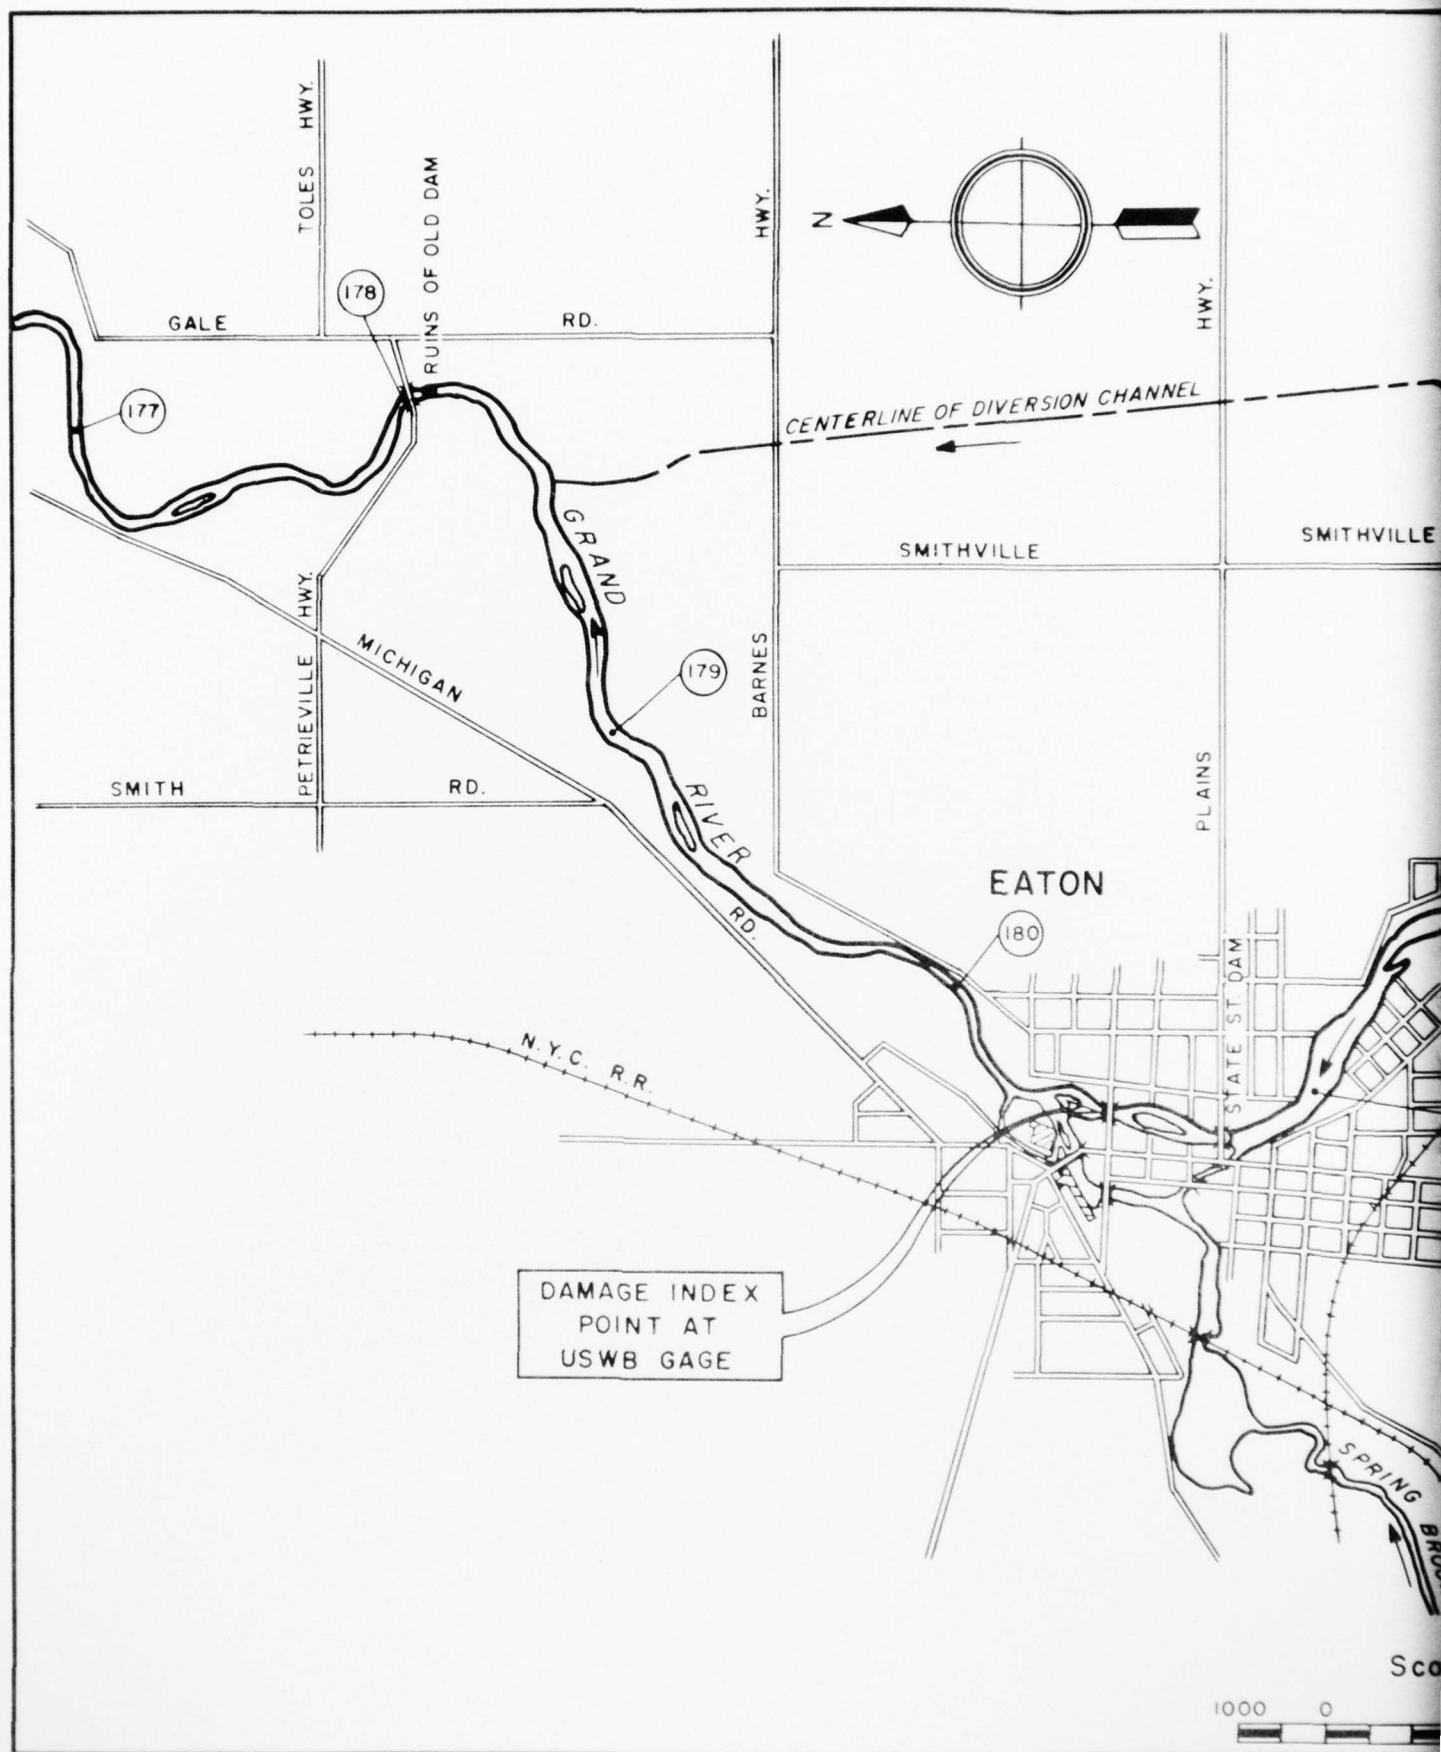 TOLES HWY.
RUINS OF OLD DAM
HWY.
N
HWY.
178
GALE RD.
177
CENTERLINE OF DIVERSION CHANNEL
GRAND
SMITHVILLE
SMITHVILLE
PETRIEVILLE HWY.
MICHIGAN
179
BARNES
SMITH RD.
RIVER
PLAINS
EATON
RD.
180
STATE ST. DAM
N.Y.C. R.R.
DAMAGE INDEX
POINT AT
USWB GAGE
SPRING
1000 0